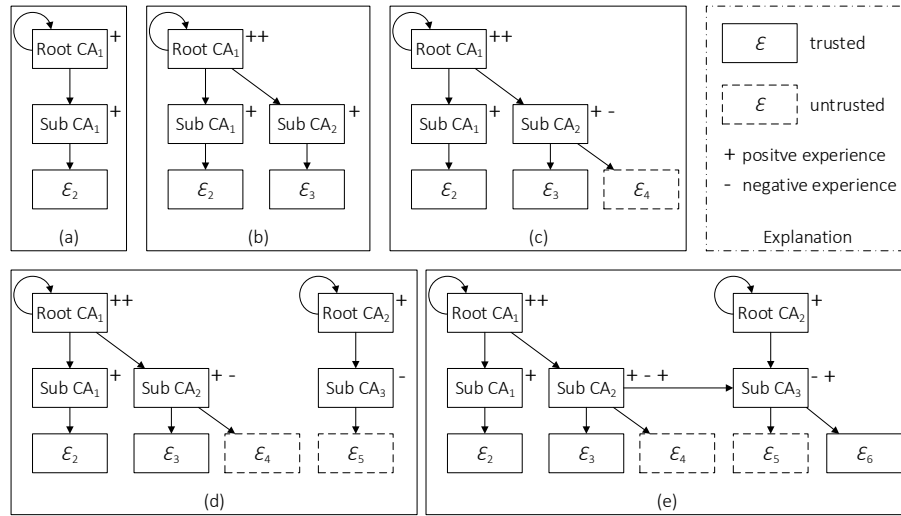 Root CA₁ +
Sub CA₁ +
ℰ₂
(a)
Root CA₁ ++
Sub CA₁ + Sub CA₂ +
ℰ₂ ℰ₃
(b)
Root CA₁ ++
Sub CA₁ + Sub CA₂ + -
ℰ₂ ℰ₃ ℰ₄
(c)
ℰ trusted
ℰ untrusted
+ positve experience
- negative experience
Explanation
Root CA₁ ++ Root CA₂ +
Sub CA₁ + Sub CA₂ + - Sub CA₃ -
ℰ₂ ℰ₃ ℰ₄ ℰ₅
(d)
Root CA₁ ++ Root CA₂ +
Sub CA₁ + Sub CA₂ + - + Sub CA₃ - +
ℰ₂ ℰ₃ ℰ₄ ℰ₅ ℰ₆
(e)